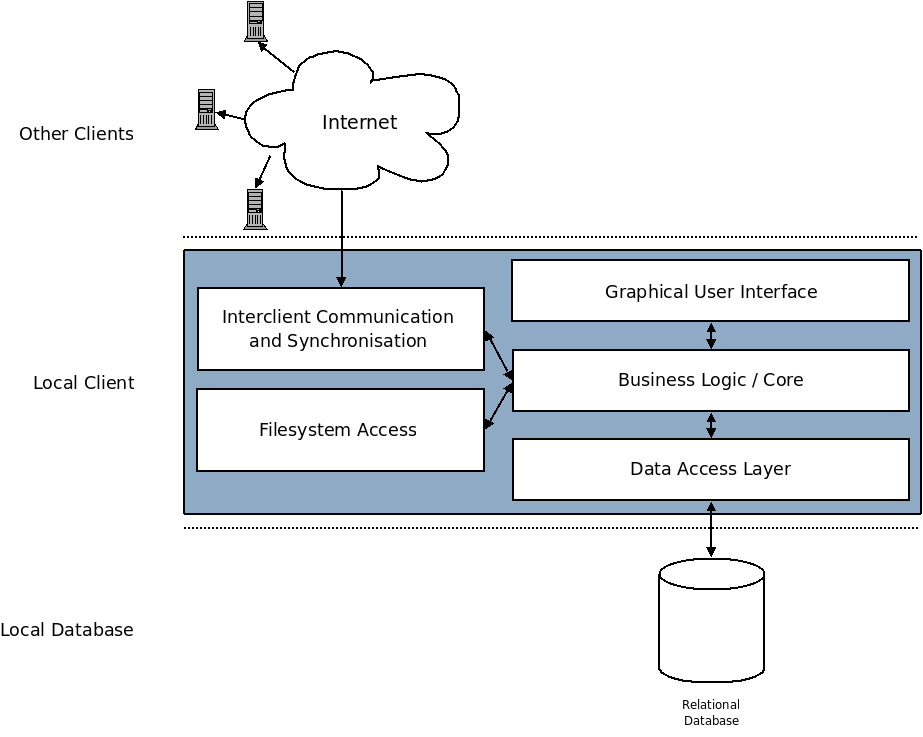 Internet
Other Clients
Graphical User Interface
Interclient Communication
and Synchronisation
Local Client
Business Logic / Core
Filesystem Access
Data Access Layer
Local Database
Relational
Database